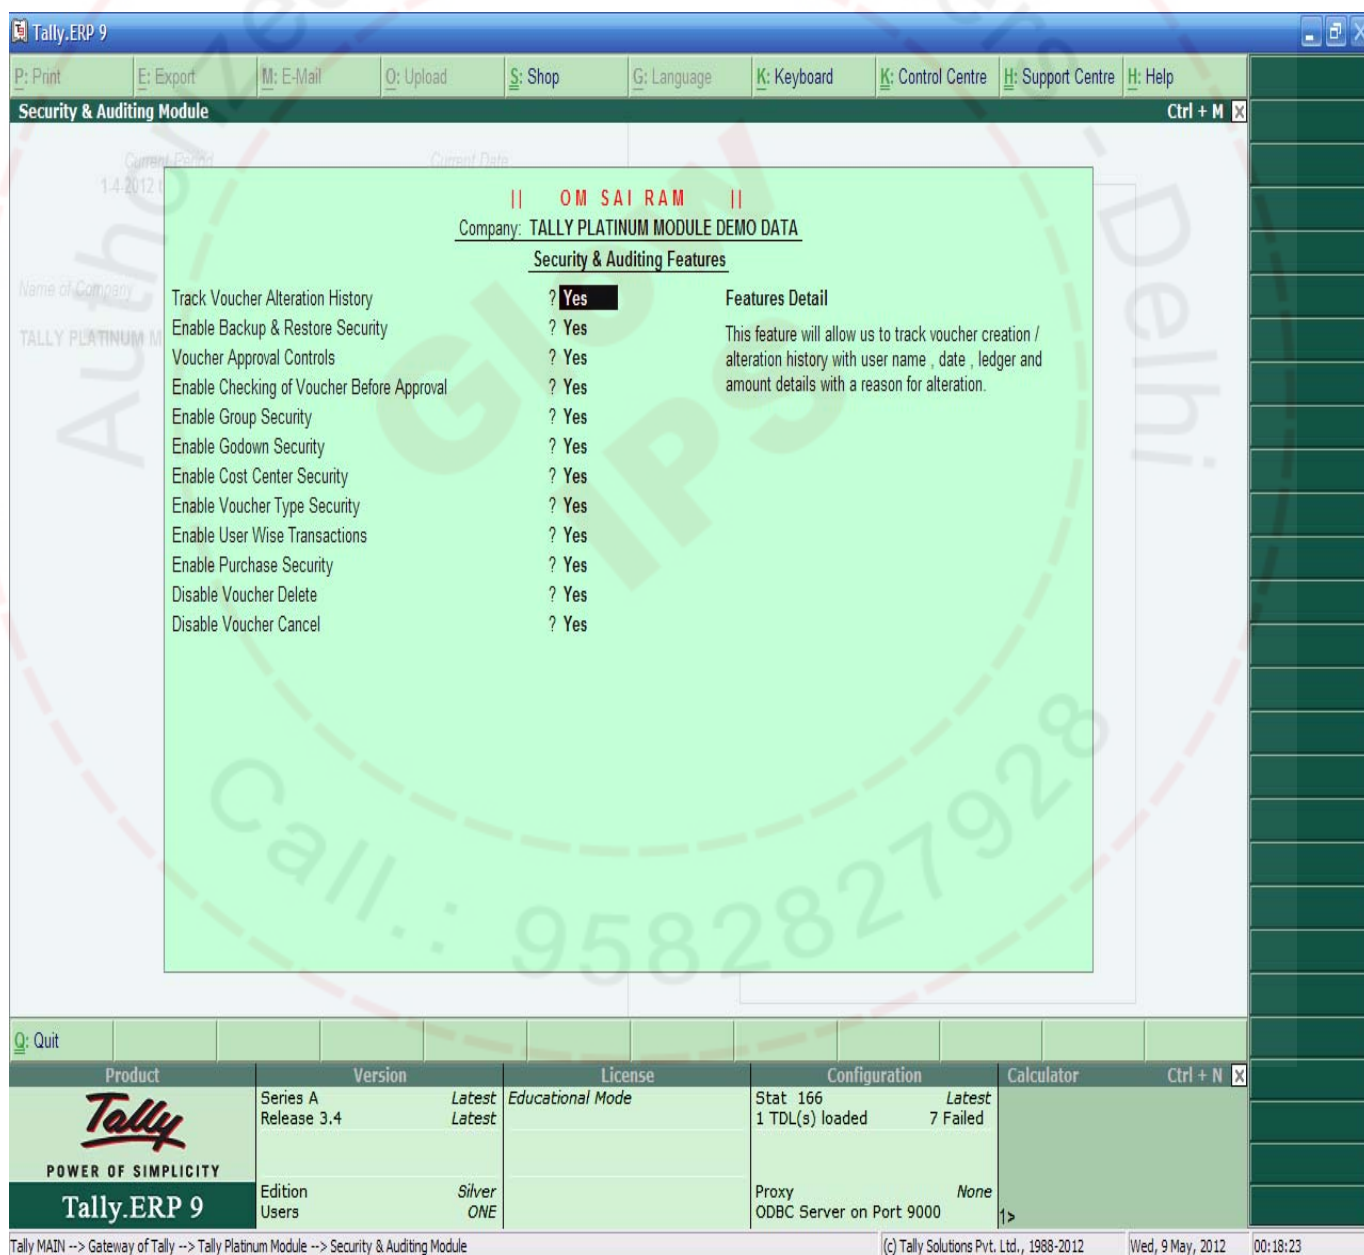 Tally.ERP 9
P: Print E: Export M: E-Mail O: Upload S: Shop G: Language K: Keyboard K: Control Centre H: Support Centre H: Help
Security & Auditing Module Ctrl + M
Current Period Current Date
1-4-2012 t
|| OM SAI RAM ||
Company: TALLY PLATINUM MODULE DEMO DATA
Security & Auditing Features
Name of Company
TALLY PLATINUM M
Track Voucher Alteration History ? Yes
Enable Backup & Restore Security ? Yes
Voucher Approval Controls ? Yes
Enable Checking of Voucher Before Approval ? Yes
Enable Group Security ? Yes
Enable Godown Security ? Yes
Enable Cost Center Security ? Yes
Enable Voucher Type Security ? Yes
Enable User Wise Transactions ? Yes
Enable Purchase Security ? Yes
Disable Voucher Delete ? Yes
Disable Voucher Cancel ? Yes
Features Detail
This feature will allow us to track voucher creation /
alteration history with user name , date , ledger and
amount details with a reason for alteration.
Glow
IPS
Call.: 9582827928
Delhi
Q: Quit
Product Version License Configuration Calculator Ctrl + N
Tally
POWER OF SIMPLICITY
Tally.ERP 9
Series A Latest
Release 3.4 Latest
Edition Silver
Users ONE
Educational Mode
Stat 166 Latest
1 TDL(s) loaded 7 Failed
Proxy None
ODBC Server on Port 9000
1>
Tally MAIN --> Gateway of Tally --> Tally Platinum Module --> Security & Auditing Module (c) Tally Solutions Pvt. Ltd., 1988-2012 Wed, 9 May, 2012 00:18:23